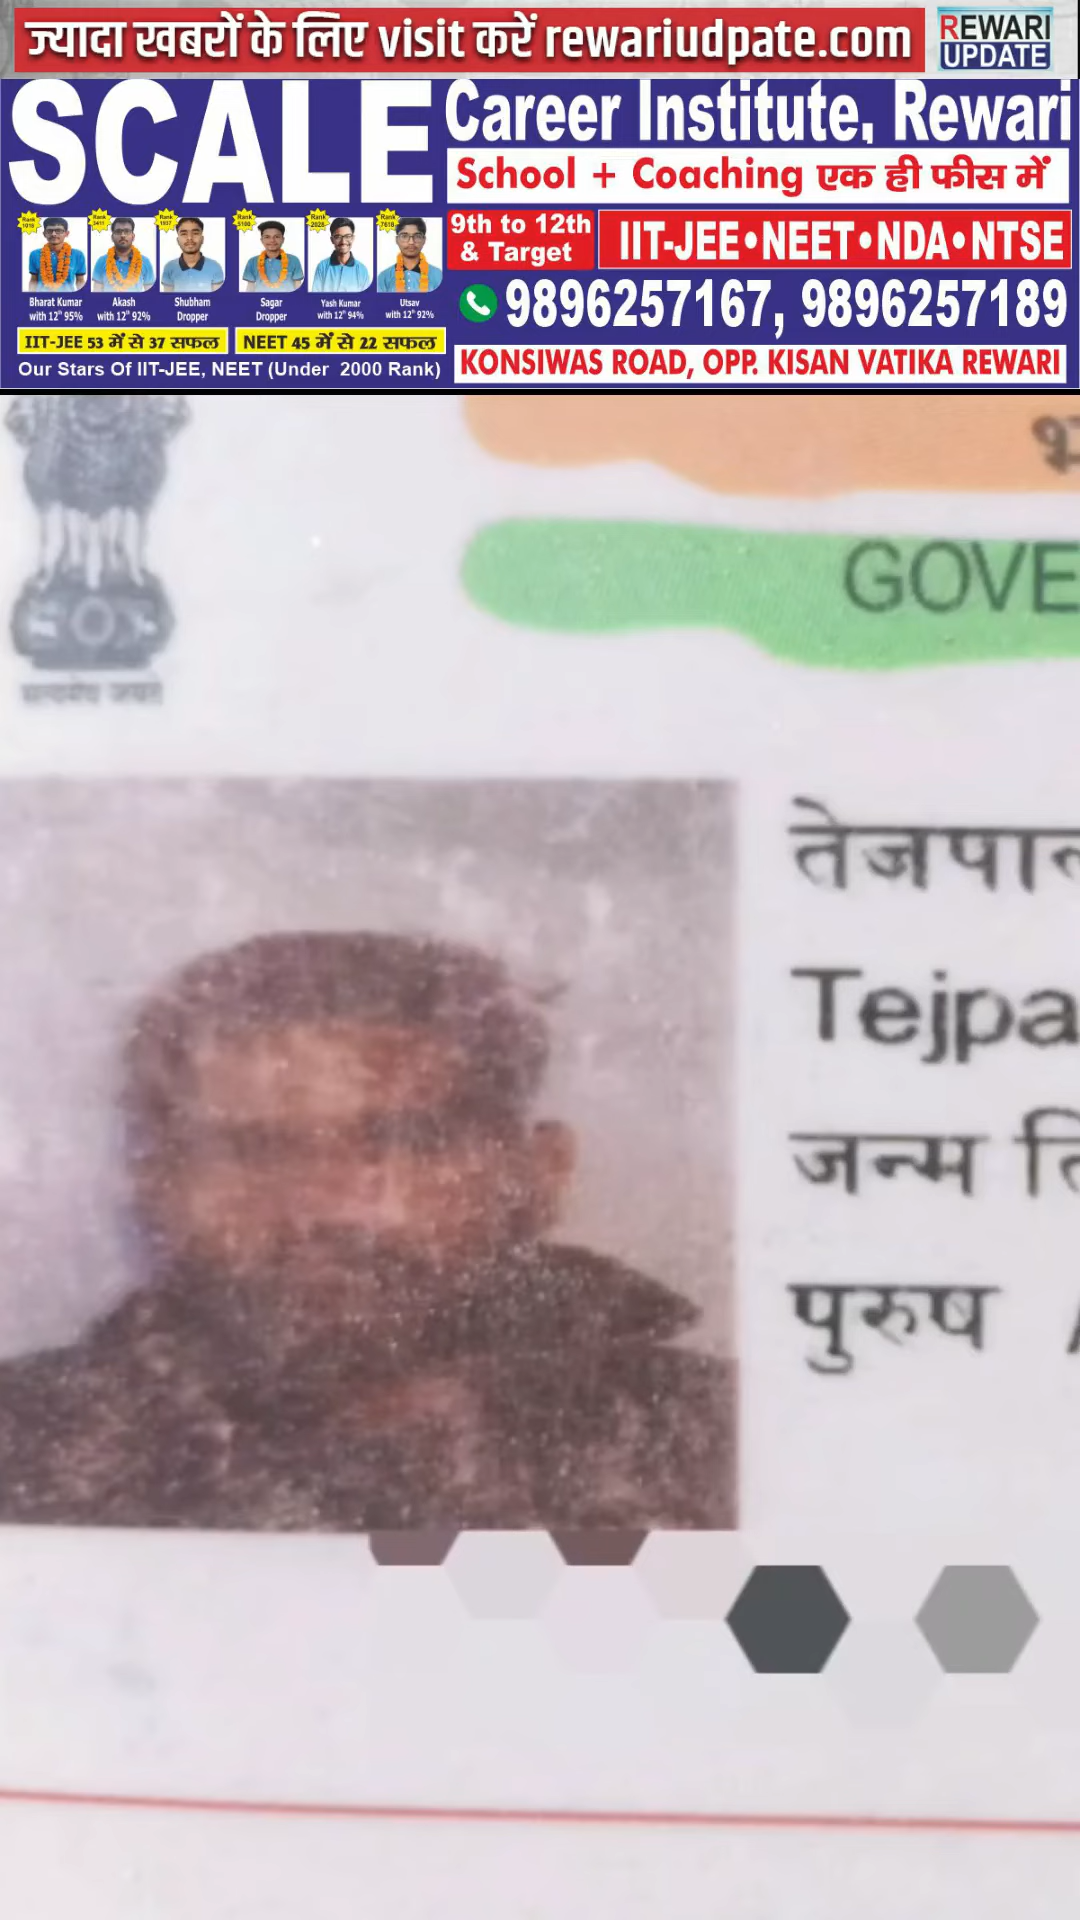 ज्यादा खबरों के लिए visit करें rewariudpate.com
REWARI
UPDATE
SCALE
Career Institute, Rewari
School + Coaching एक ही फीस में
9th to 12th
& Target
IIT-JEE•NEET•NDA•NTSE
9896257167, 9896257189
KONSIWAS ROAD, OPP. KISAN VATIKA REWARI
Bharat Kumar
with 12th 95%
Akash
with 12th 92%
Shubham
Dropper
Sagar
Dropper
Yash Kumar
with 12th 94%
Utsav
with 12th 92%
IIT-JEE 53 में से 37 सफल
NEET 45 में से 22 सफल
Our Stars Of IIT-JEE, NEET (Under 2000 Rank)
GOVE
सत्यमेव जयते
तेजपा
Tejpa
जन्म ति
पुरुष /